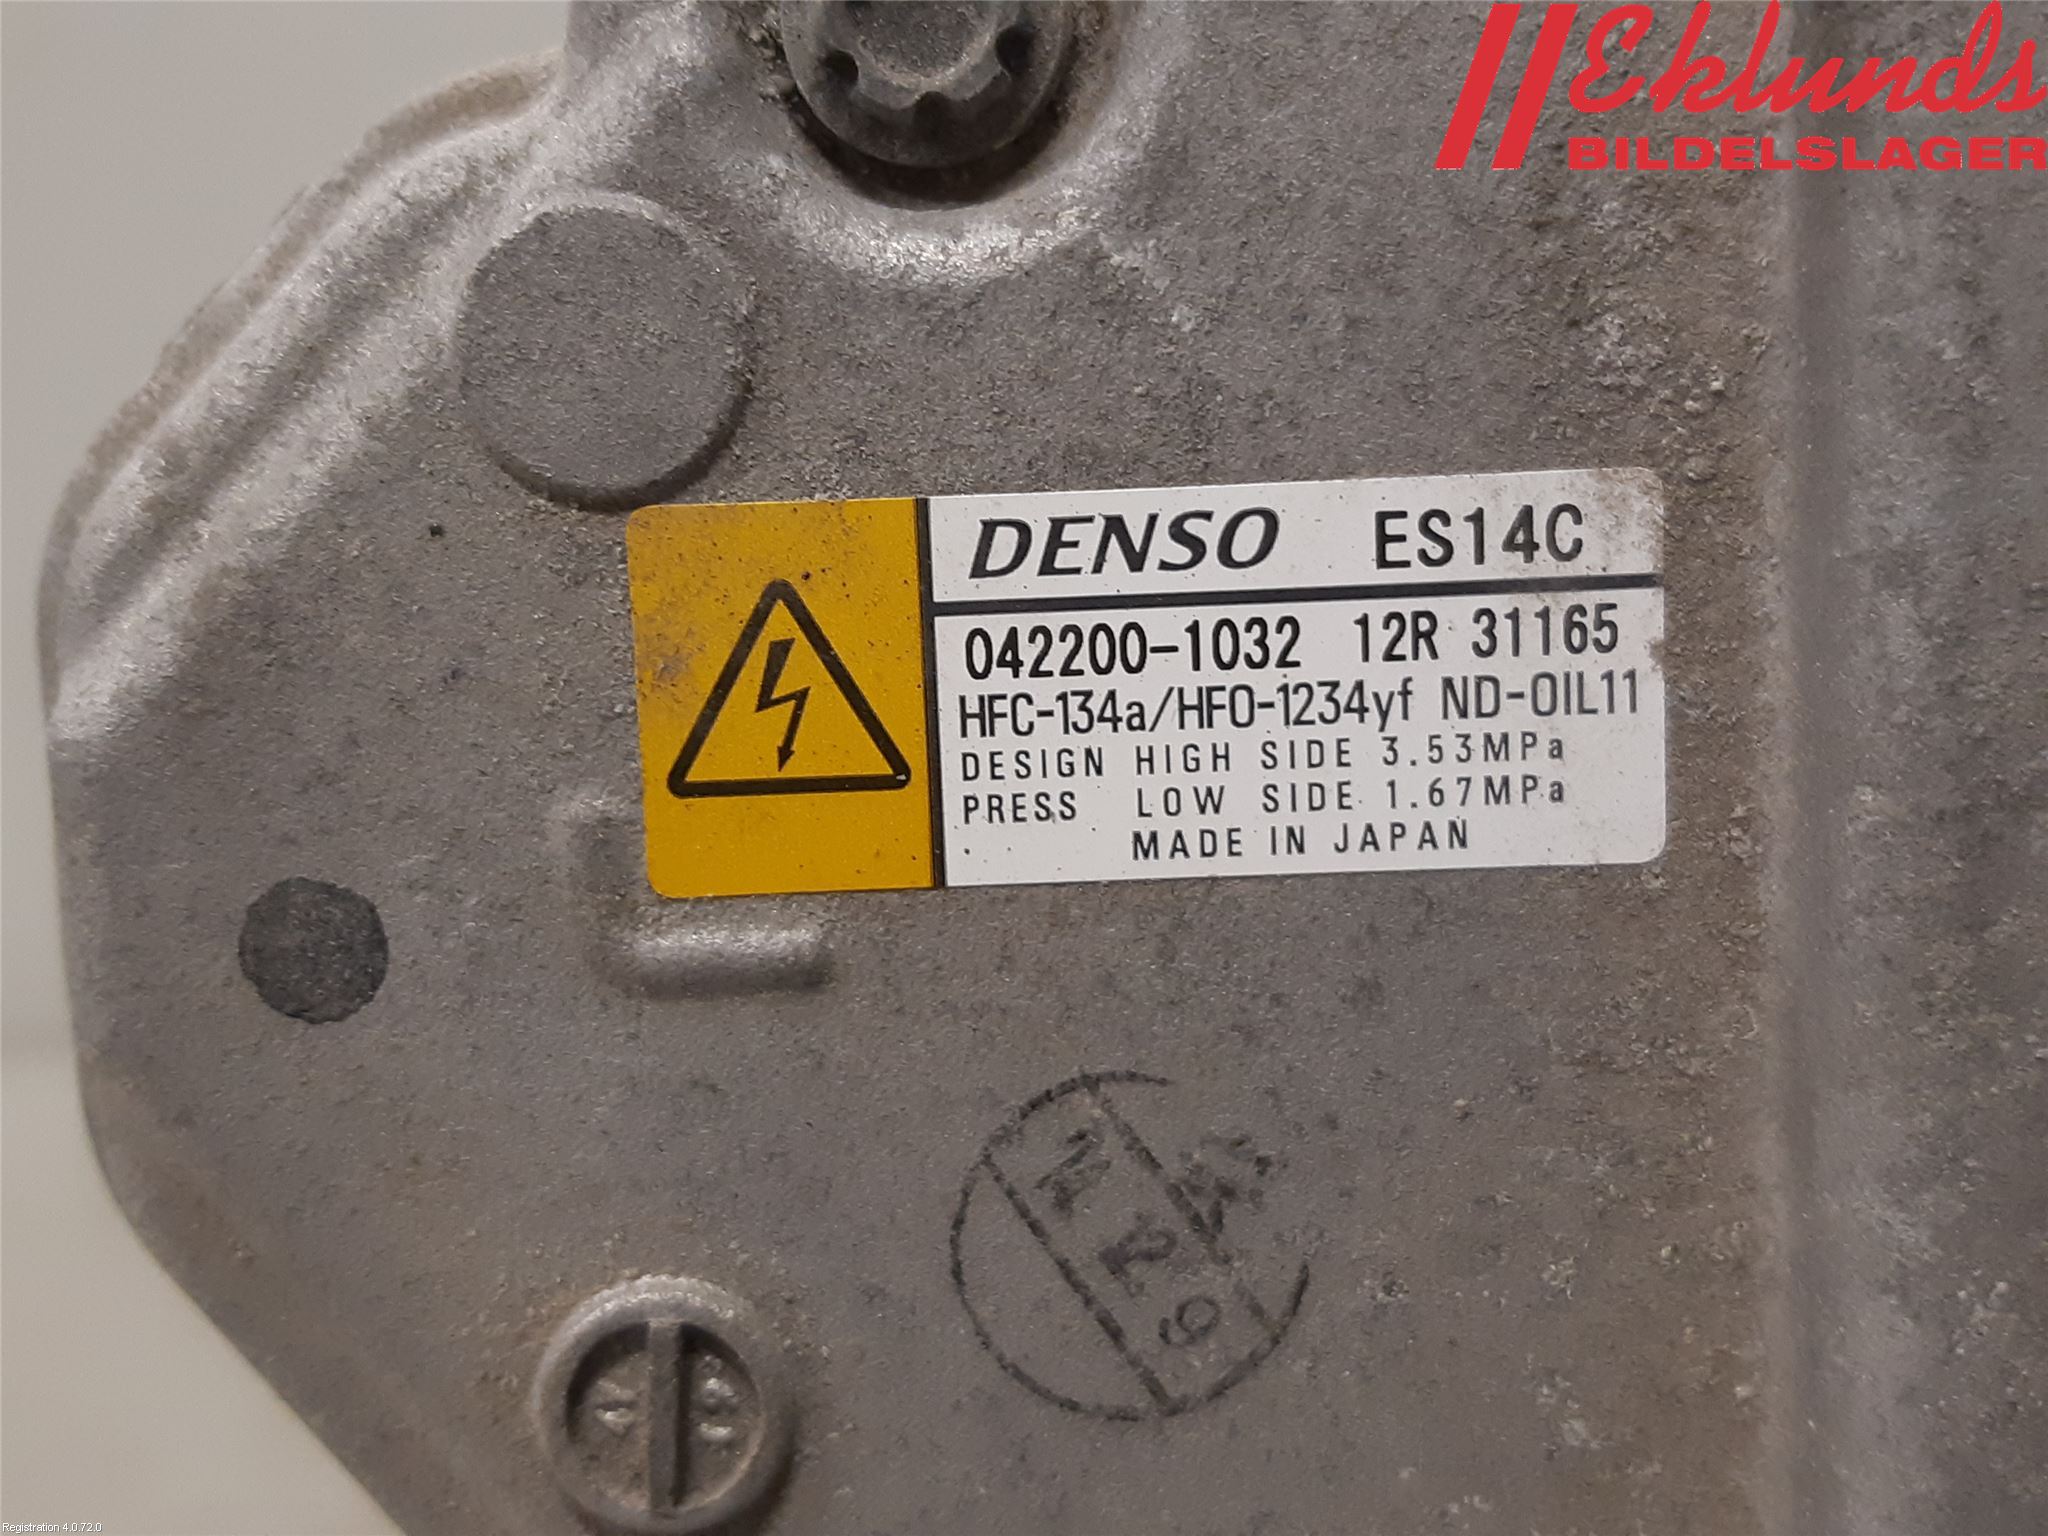 Eklunds
BILDELSLAGER
DENSO ES14C
042200-1032 12R 31165
HFC-134a/HFO-1234yf ND-OIL11
DESIGN HIGH SIDE 3.53MPa
PRESS LOW SIDE 1.67MPa
MADE IN JAPAN
Registration 4.0.72.0